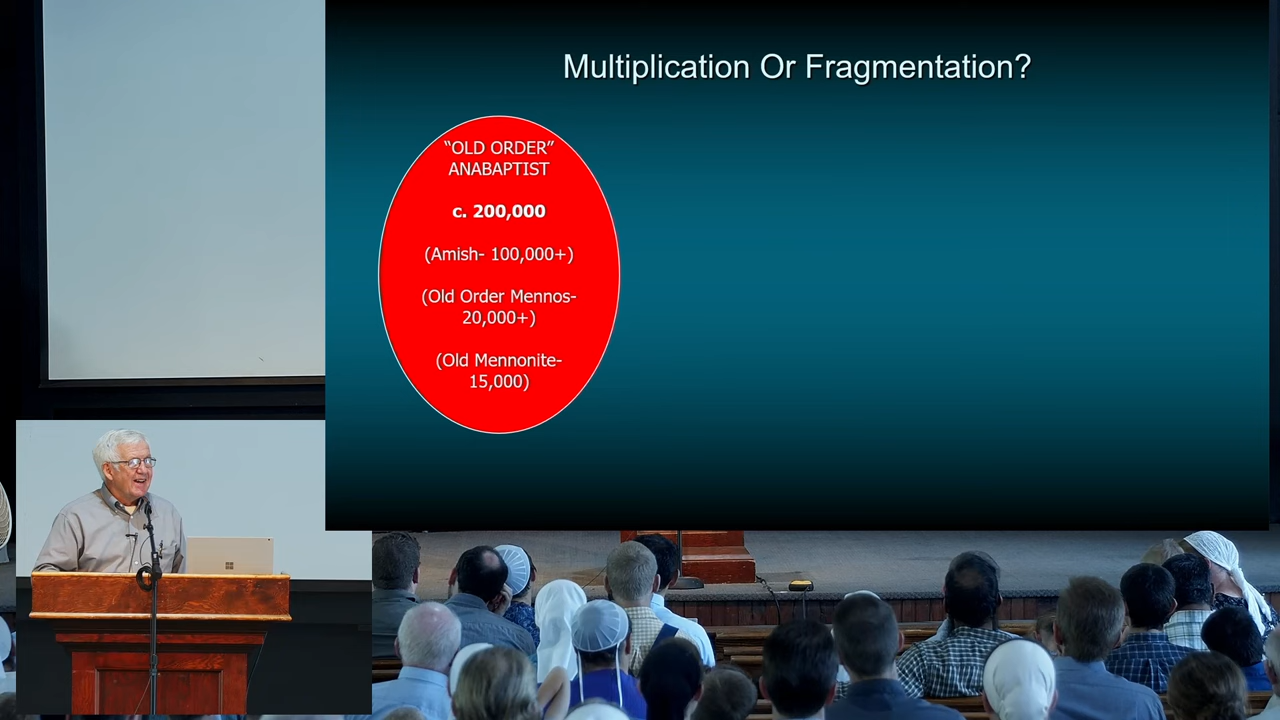 Multiplication Or Fragmentation?
“OLD ORDER”
ANABAPTIST
c. 200,000
(Amish- 100,000+)
(Old Order Mennos-
20,000+)
(Old Mennonite-
15,000)